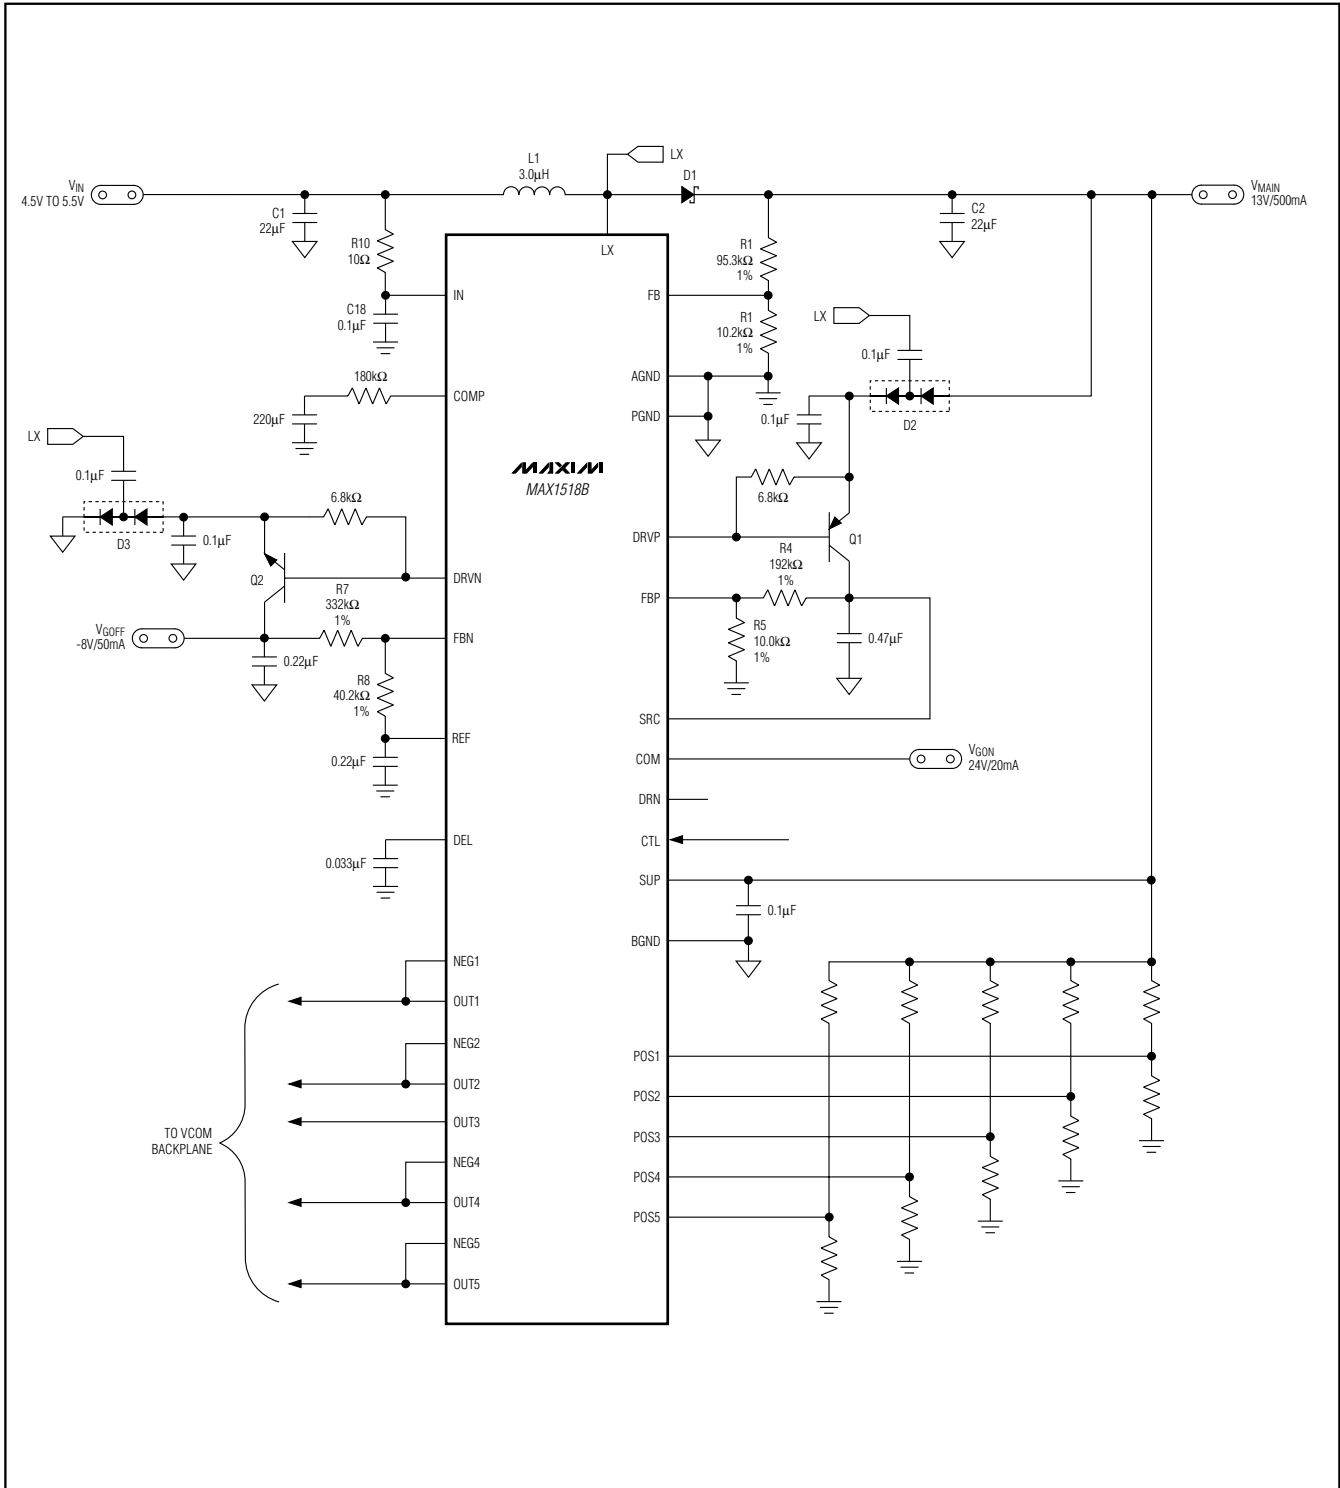 LX
L1
3.0µH
D1
VIN
4.5V TO 5.5V
VMAIN
13V/500mA
C1
22µF
C2
22µF
R10
10Ω
LX
R1
95.3kΩ
1%
IN
FB
C18
0.1µF
R1
10.2kΩ
1%
LX
0.1µF
180kΩ
AGND
COMP
PGND
220µF
0.1µF
D2
LX
0.1µF
MAXIM
MAX1518B
6.8kΩ
6.8kΩ
D3
0.1µF
DRVP
Q1
Q2
DRVN
R4
192kΩ
1%
R7
332kΩ
1%
FBP
VGOFF
-8V/50mA
FBN
R5
10.0kΩ
1%
0.47µF
0.22µF
R8
40.2kΩ
1%
SRC
REF
0.22µF
COM
VGON
24V/20mA
DRN
DEL
CTL
0.033µF
SUP
0.1µF
BGND
NEG1
OUT1
NEG2
POS1
OUT2
POS2
OUT3
TO VCOM
BACKPLANE
POS3
NEG4
POS4
OUT4
POS5
NEG5
OUT5